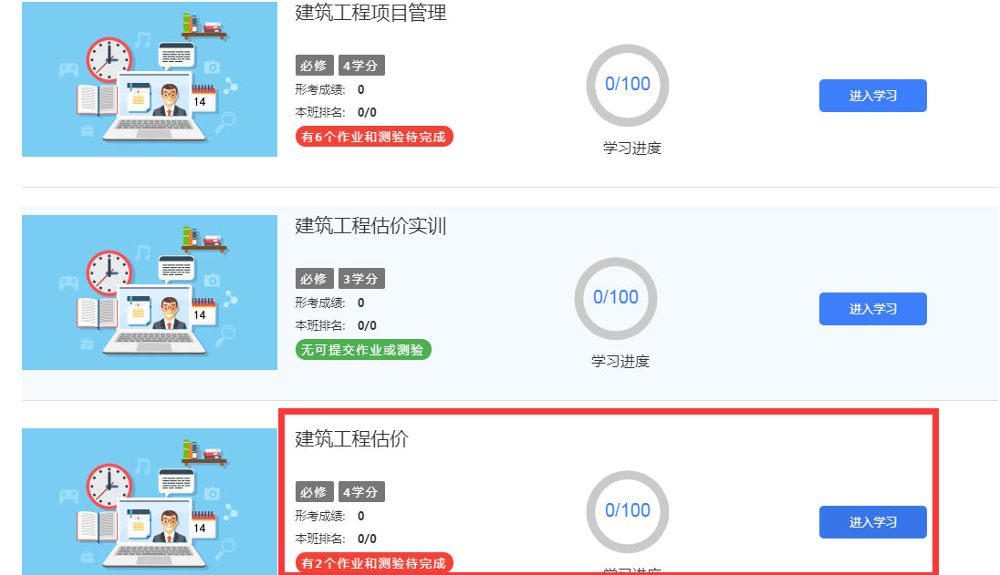 建筑工程项目管理
必修 4学分
形考成绩: 0
本班排名: 0/0
有6个作业和测验待完成
0/100
学习进度
进入学习
14
建筑工程估价实训
必修 3学分
形考成绩: 0
本班排名: 0/0
无可提交作业或测验
0/100
学习进度
进入学习
14
建筑工程估价
必修 4学分
形考成绩: 0
本班排名: 0/0
有2个作业和测验待完成
0/100
学习进度
进入学习
14